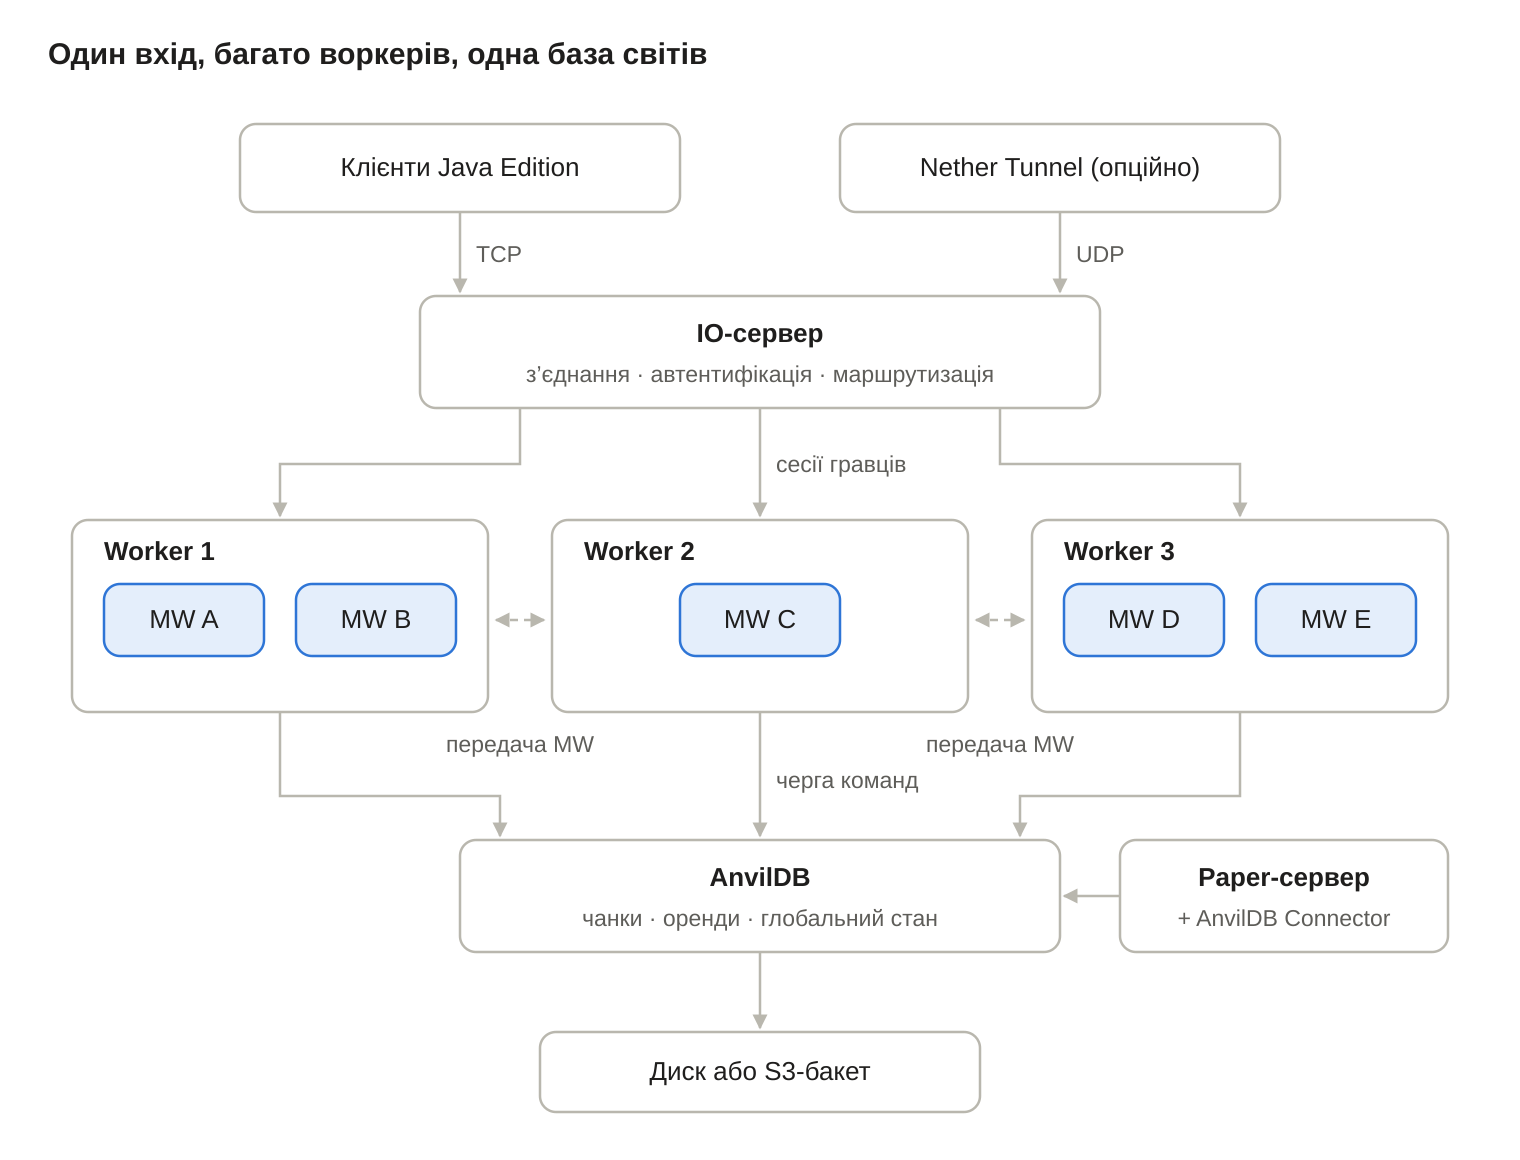 Один вхід, багато воркерів, одна база світів
Клієнти Java Edition
Nether Tunnel (опційно)
TCP
UDP
IO-сервер
з’єднання · автентифікація · маршрутизація
сесії гравців
Worker 1
MW A
MW B
Worker 2
MW C
Worker 3
MW D
MW E
передача MW
передача MW
черга команд
AnvilDB
чанки · оренди · глобальний стан
Paper-сервер
+ AnvilDB Connector
Диск або S3-бакет